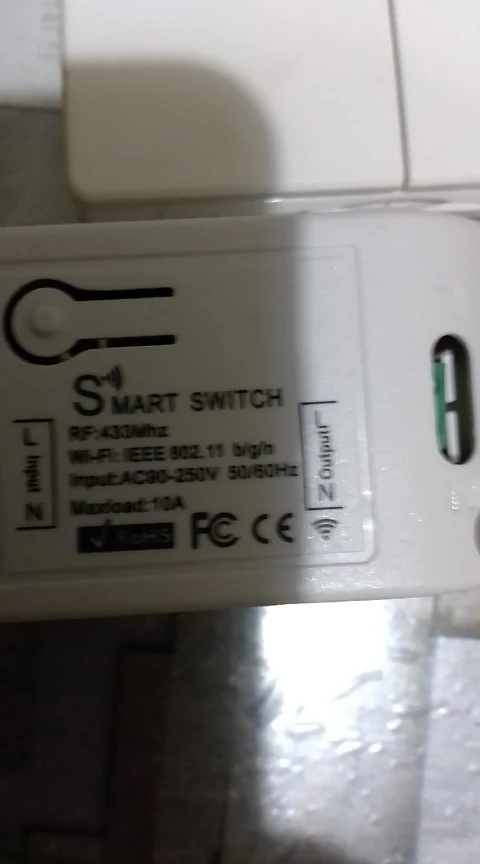 SMART SWITCH
RF:433Mhz
Wi-Fi: IEEE 802.11 b/g/n
Input:AC90-250V 50/60Hz
Maxload:10A
RoHS FC CE
L Input N
L Output N